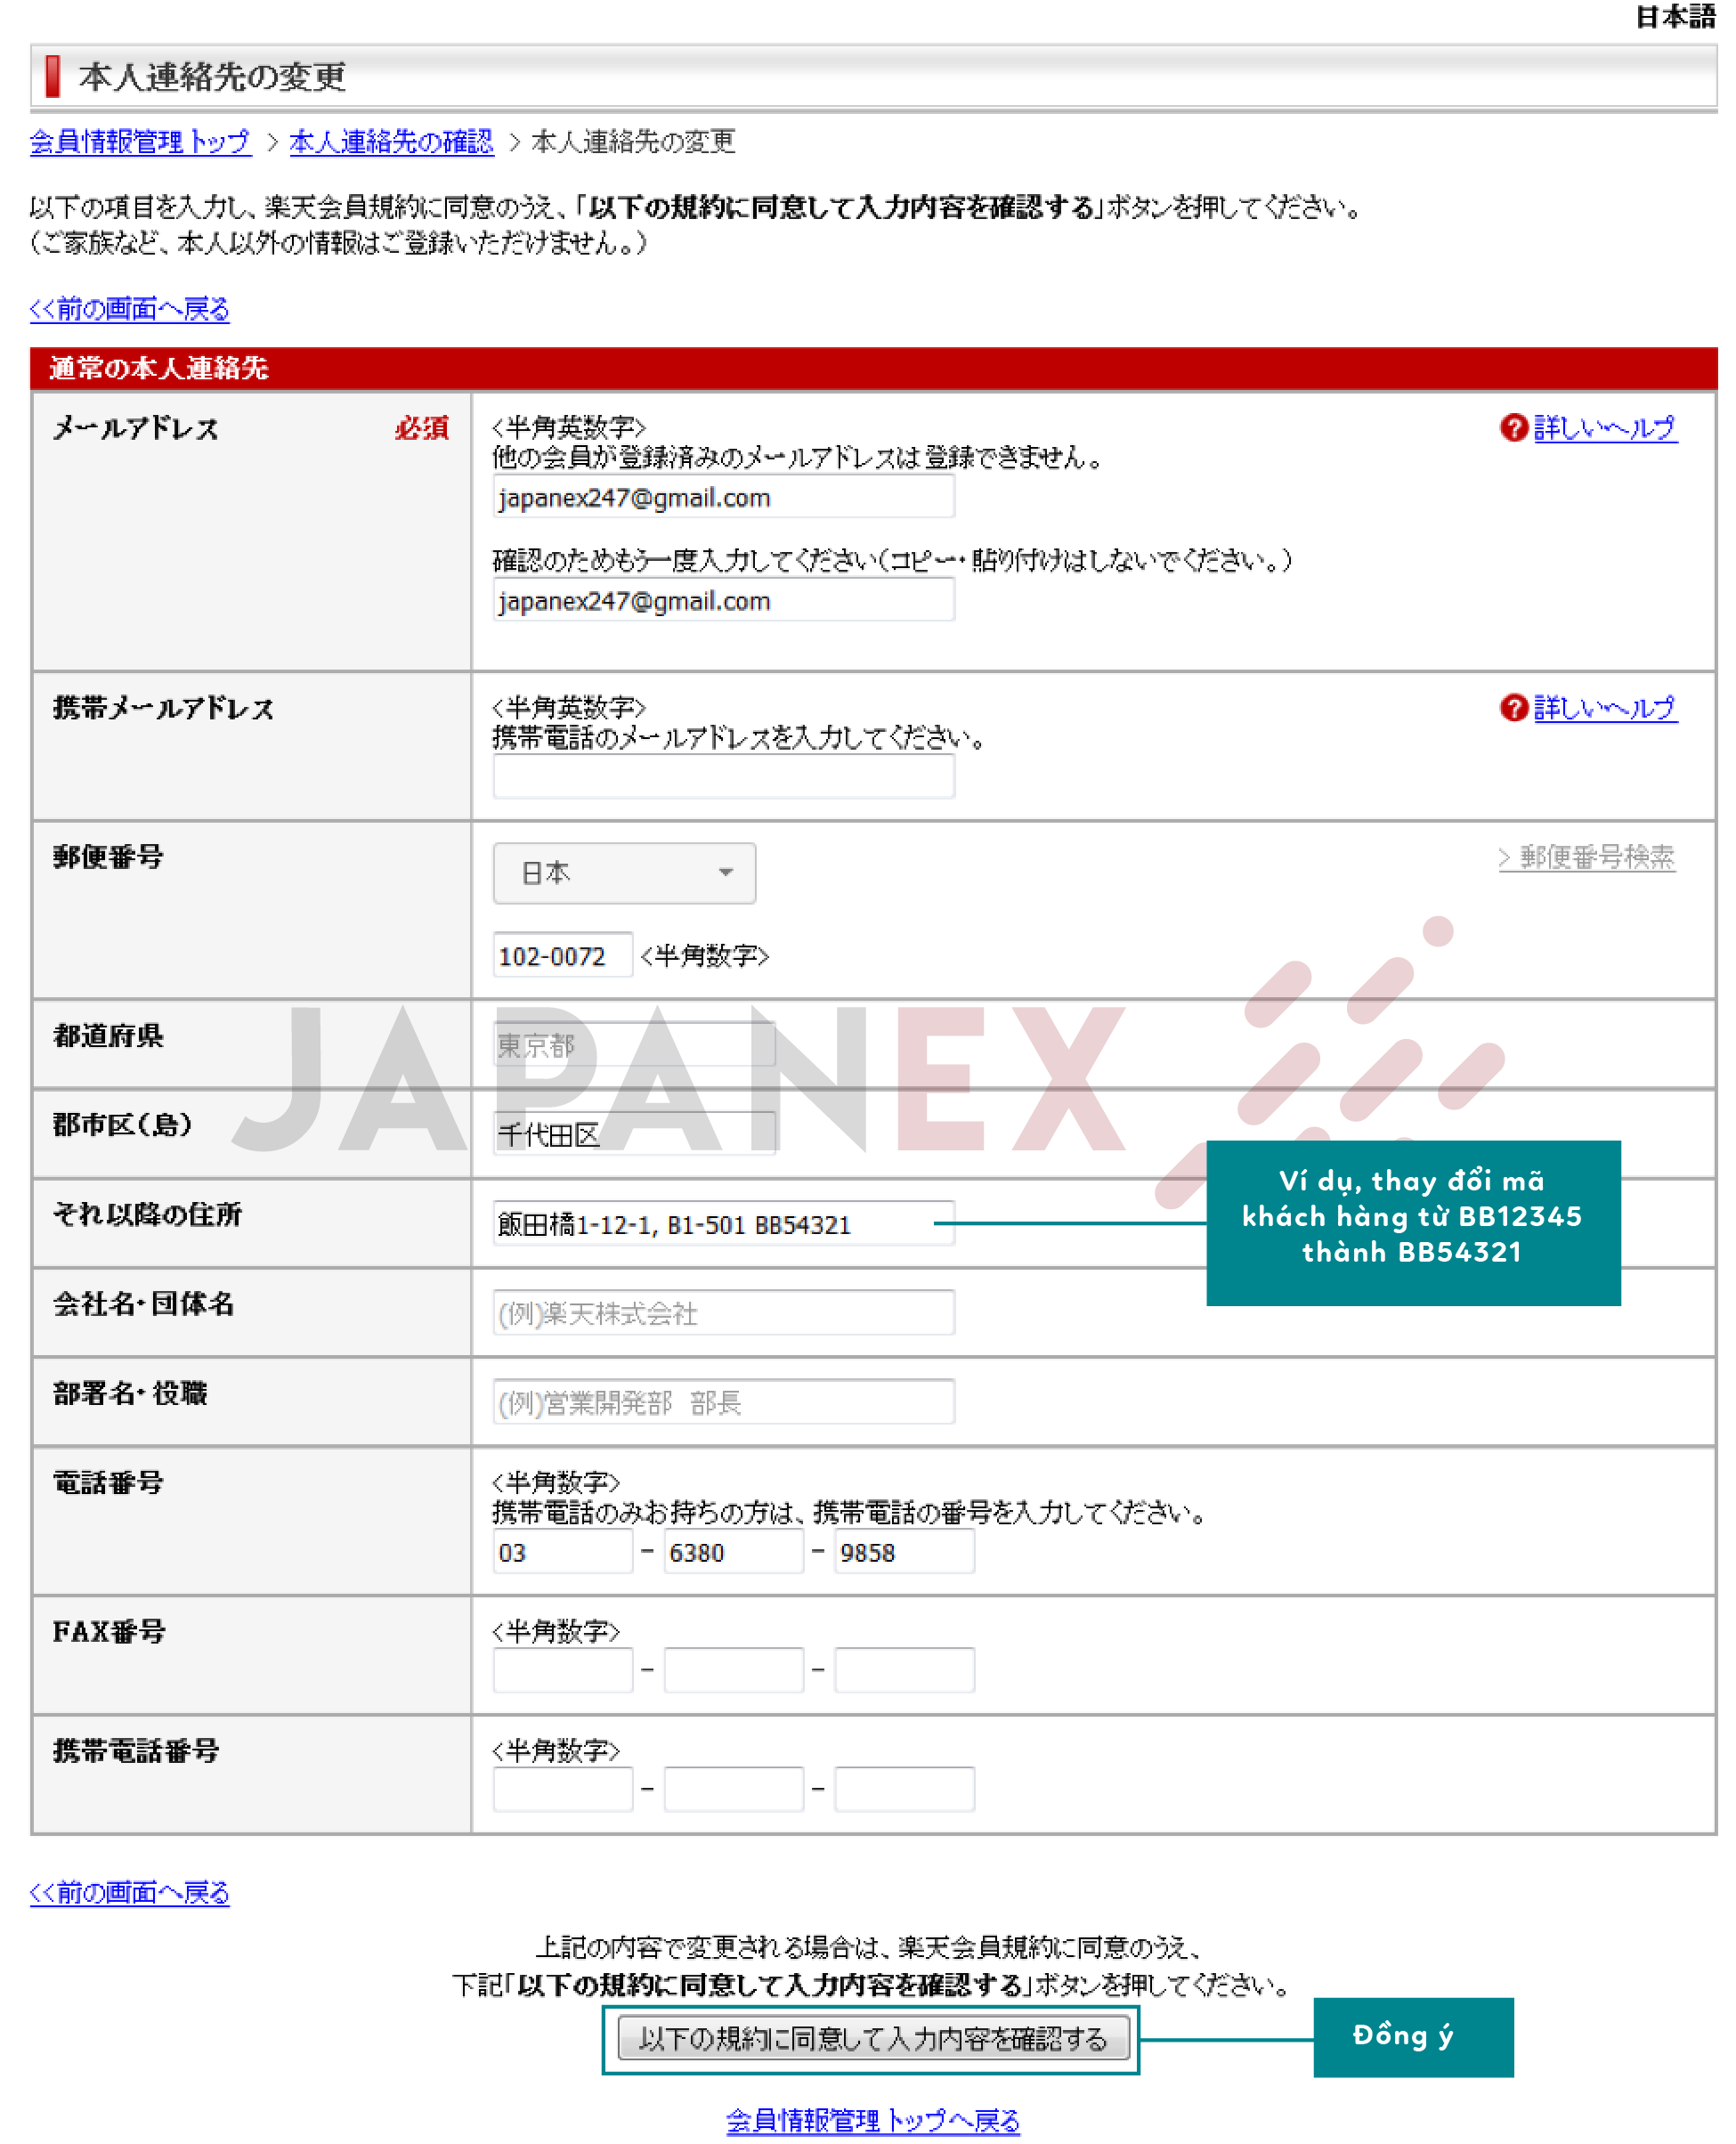 日本語
本人連絡先の変更
会員情報管理トップ > 本人連絡先の確認 > 本人連絡先の変更
以下の項目を入力し、楽天会員規約に同意のうえ、「以下の規約に同意して入力内容を確認する」ボタンを押してください。
(ご家族など、本人以外の情報はご登録いただけません。)
<<前の画面へ戻る
通常の本人連絡先
メールアドレス 必須 <半角英数字> ?詳しいヘルプ
他の会員が登録済みのメールアドレスは登録できません。
japanex247@gmail.com
確認のためもう一度入力してください(コピー・貼り付けはしないでください。)
japanex247@gmail.com
携帯メールアドレス <半角英数字> ?詳しいヘルプ
携帯電話のメールアドレスを入力してください。
郵便番号 日本 > 郵便番号検索
102-0072 <半角数字>
都道府県 東京都
JAPANEX
郡市区(島) 千代田区
それ以降の住所 飯田橋1-12-1, B1-501 BB54321
Ví dụ, thay đổi mã
khách hàng từ BB12345
thành BB54321
会社名・団体名 (例)楽天株式会社
部署名・役職 (例)営業開発部 部長
電話番号 <半角数字>
携帯電話のみお持ちの方は、携帯電話の番号を入力してください。
03 - 6380 - 9858
FAX番号 <半角数字>
- -
携帯電話番号 <半角数字>
- -
<<前の画面へ戻る
上記の内容で変更される場合は、楽天会員規約に同意のうえ、
下記「以下の規約に同意して入力内容を確認する」ボタンを押してください。
以下の規約に同意して入力内容を確認する Đồng ý
会員情報管理トップへ戻る